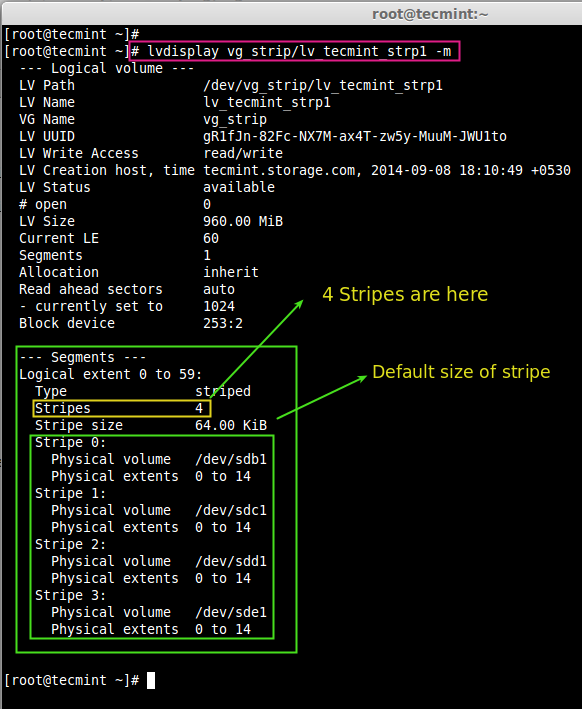 root@tecmint:~
[root@tecmint ~]#
[root@tecmint ~]# lvdisplay vg_strip/lv_tecmint_strp1 -m
--- Logical volume ---
LV Path /dev/vg_strip/lv_tecmint_strp1
LV Name lv_tecmint_strp1
VG Name vg_strip
LV UUID gR1fJn-82Fc-NX7M-ax4T-zw5y-MuuM-JWU1to
LV Write Access read/write
LV Creation host, time tecmint.storage.com, 2014-09-08 18:10:49 +0530
LV Status available
# open 0
LV Size 960.00 MiB
Current LE 60
Segments 1
Allocation inherit
Read ahead sectors auto
- currently set to 1024
Block device 253:2
4 Stripes are here
--- Segments ---
Logical extent 0 to 59:
Type striped
Default size of stripe
Stripes 4
Stripe size 64.00 KiB
Stripe 0:
Physical volume /dev/sdb1
Physical extents 0 to 14
Stripe 1:
Physical volume /dev/sdc1
Physical extents 0 to 14
Stripe 2:
Physical volume /dev/sdd1
Physical extents 0 to 14
Stripe 3:
Physical volume /dev/sde1
Physical extents 0 to 14
[root@tecmint ~]#